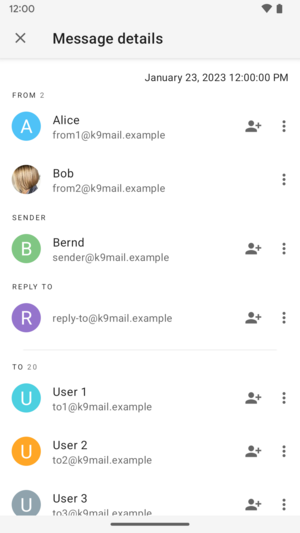 12:00
Message details
January 23, 2023 12:00:00 PM
FROM 2
A
Alice
from1@k9mail.example
Bob
from2@k9mail.example
SENDER
B
Bernd
sender@k9mail.example
REPLY TO
R
reply-to@k9mail.example
TO 20
U
User 1
to1@k9mail.example
U
User 2
to2@k9mail.example
U
User 3
to3@k9mail.example